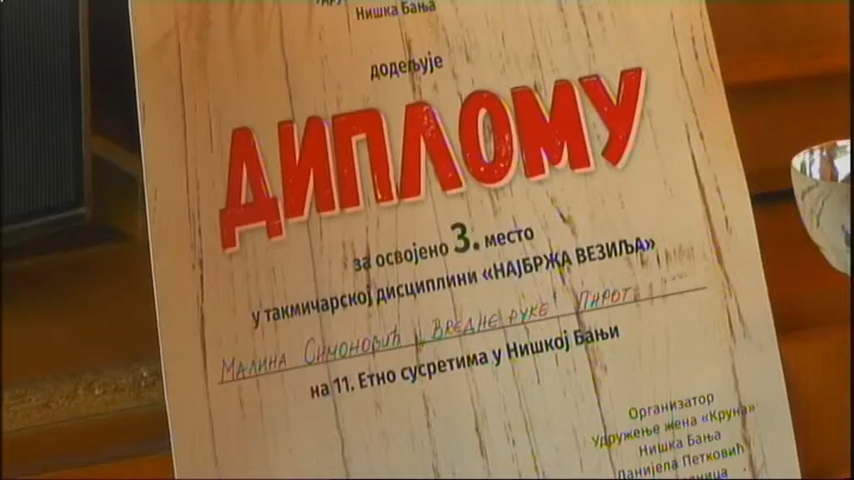 Нишка Бања
додељује
ДИПЛОМУ
за освојено 3. место
у такмичарској дисциплини «НАЈБРЖА ВЕЗИЉА»
МАЛИНА СИМОНОВИЋ „ВРЕДНЕ РУКЕ" ПИРОТ
на 11. Етно сусретима у Нишкој Бањи
Организатор
Удружење жена «Круна»
Нишка Бања
Данијела Петковић